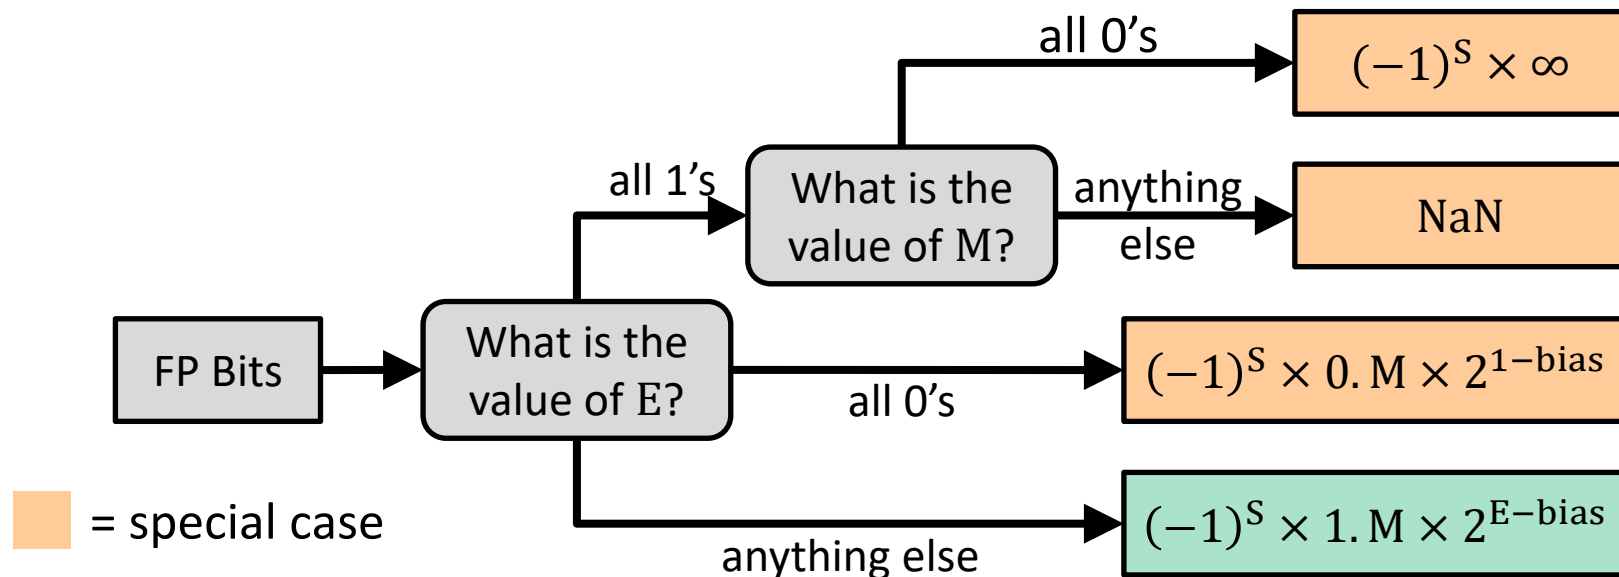 all 0's
(−1)^S × ∞
all 1's
What is the
value of M?
anything
else
NaN
FP Bits
What is the
value of E?
all 0's
(−1)^S × 0. M × 2^(1−bias)
= special case
anything else
(−1)^S × 1. M × 2^(E−bias)